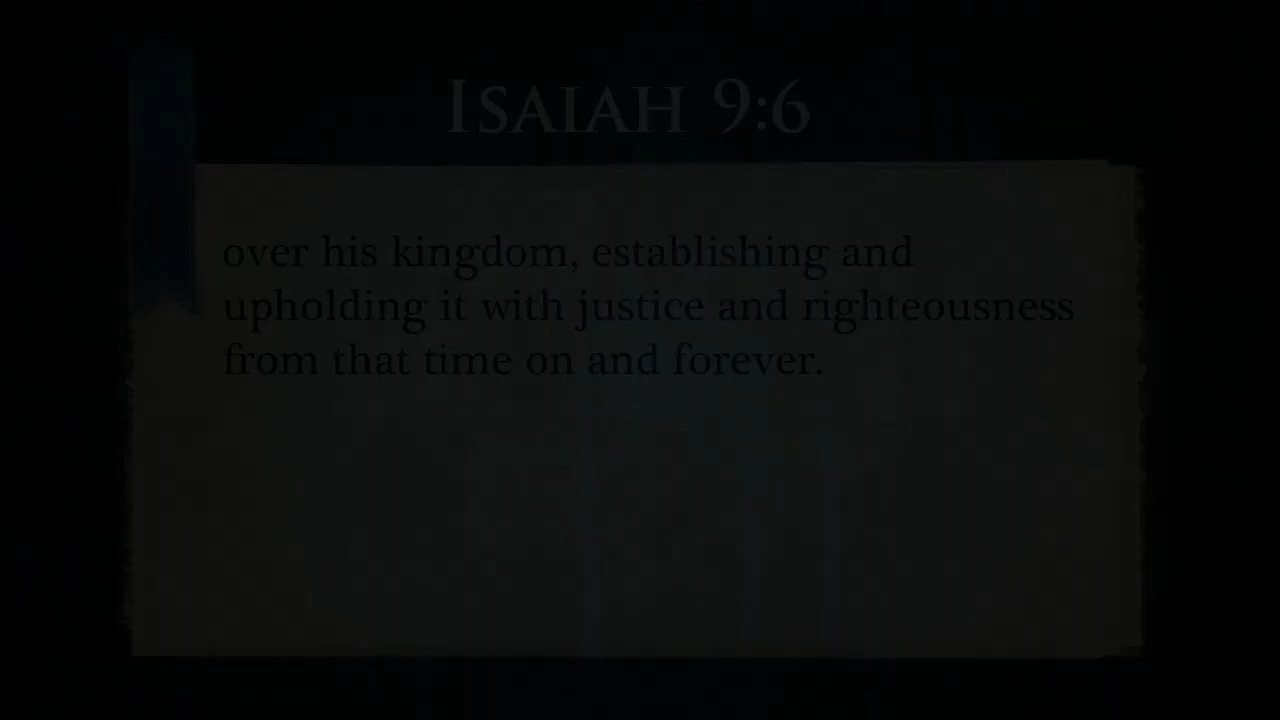 ISAIAH 9:6
over his kingdom, establishing and
upholding it with justice and righteousness
from that time on and forever.